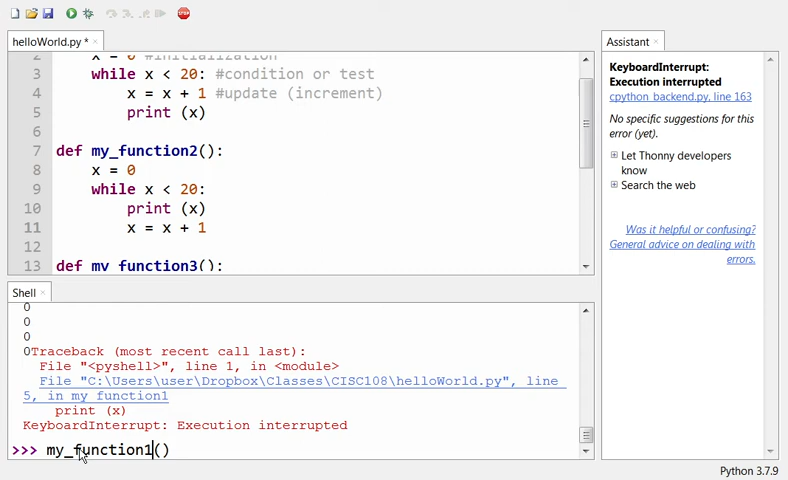 STOP
helloWorld.py * ×
Assistant ×
2 x = 0 #initialization
3 while x < 20: #condition or test
4 x = x + 1 #update (increment)
5 print (x)
6
7 def my_function2():
8 x = 0
9 while x < 20:
10 print (x)
11 x = x + 1
12
13 def my_function3():
KeyboardInterrupt:
Execution interrupted
cpython_backend.py, line 163
No specific suggestions for this
error (yet).
Let Thonny developers
know
Search the web
Was it helpful or confusing?
General advice on dealing with
errors.
Shell ×
0
0
0
0Traceback (most recent call last):
File "<pyshell>", line 1, in <module>
File "C:\Users\user\Dropbox\Classes\CISC108\helloWorld.py", line
5, in my_function1
print (x)
KeyboardInterrupt: Execution interrupted
>>> my_function1()
Python 3.7.9